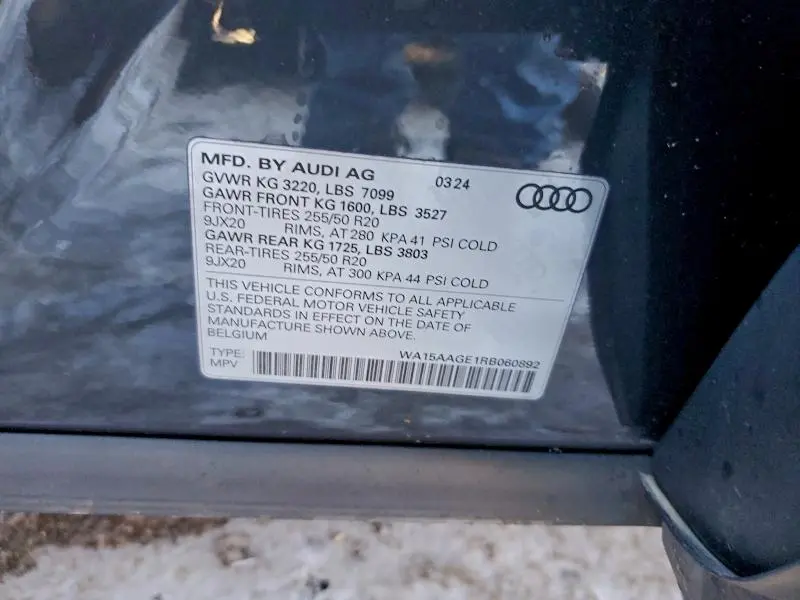 MFD. BY AUDI AG 0324
GVWR KG 3220, LBS 7099
GAWR FRONT KG 1600, LBS 3527
FRONT-TIRES 255/50 R20
9JX20 RIMS, AT 280 KPA 41 PSI COLD
GAWR REAR KG 1725, LBS 3803
REAR-TIRES 255/50 R20
9JX20 RIMS, AT 300 KPA 44 PSI COLD
THIS VEHICLE CONFORMS TO ALL APPLICABLE
U.S. FEDERAL MOTOR VEHICLE SAFETY
STANDARDS IN EFFECT ON THE DATE OF
MANUFACTURE SHOWN ABOVE.
BELGIUM
TYPE: WA15AAGE1RB060892
MPV